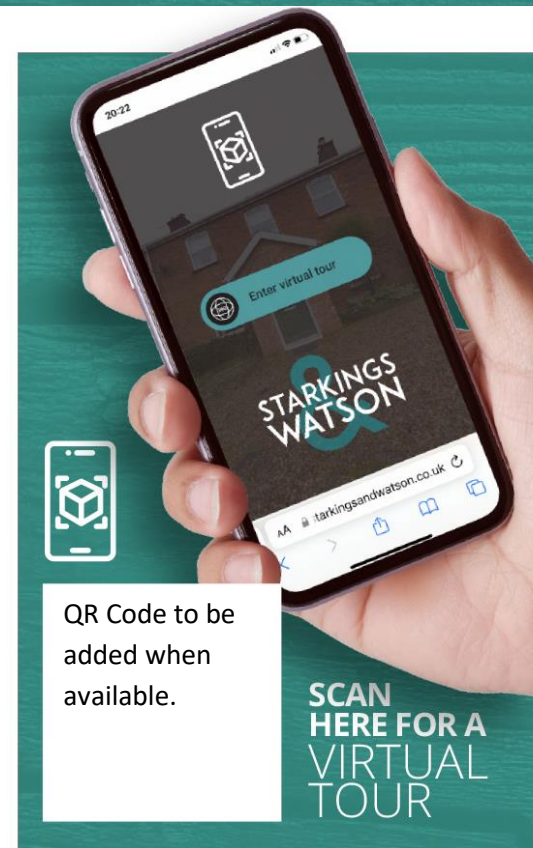 20:22
Enter virtual tour
&
STARKINGS
WATSON
AA tarkingsandwatson.co.uk
QR Code to be
added when
available.
SCAN
HERE FOR A
VIRTUAL
TOUR